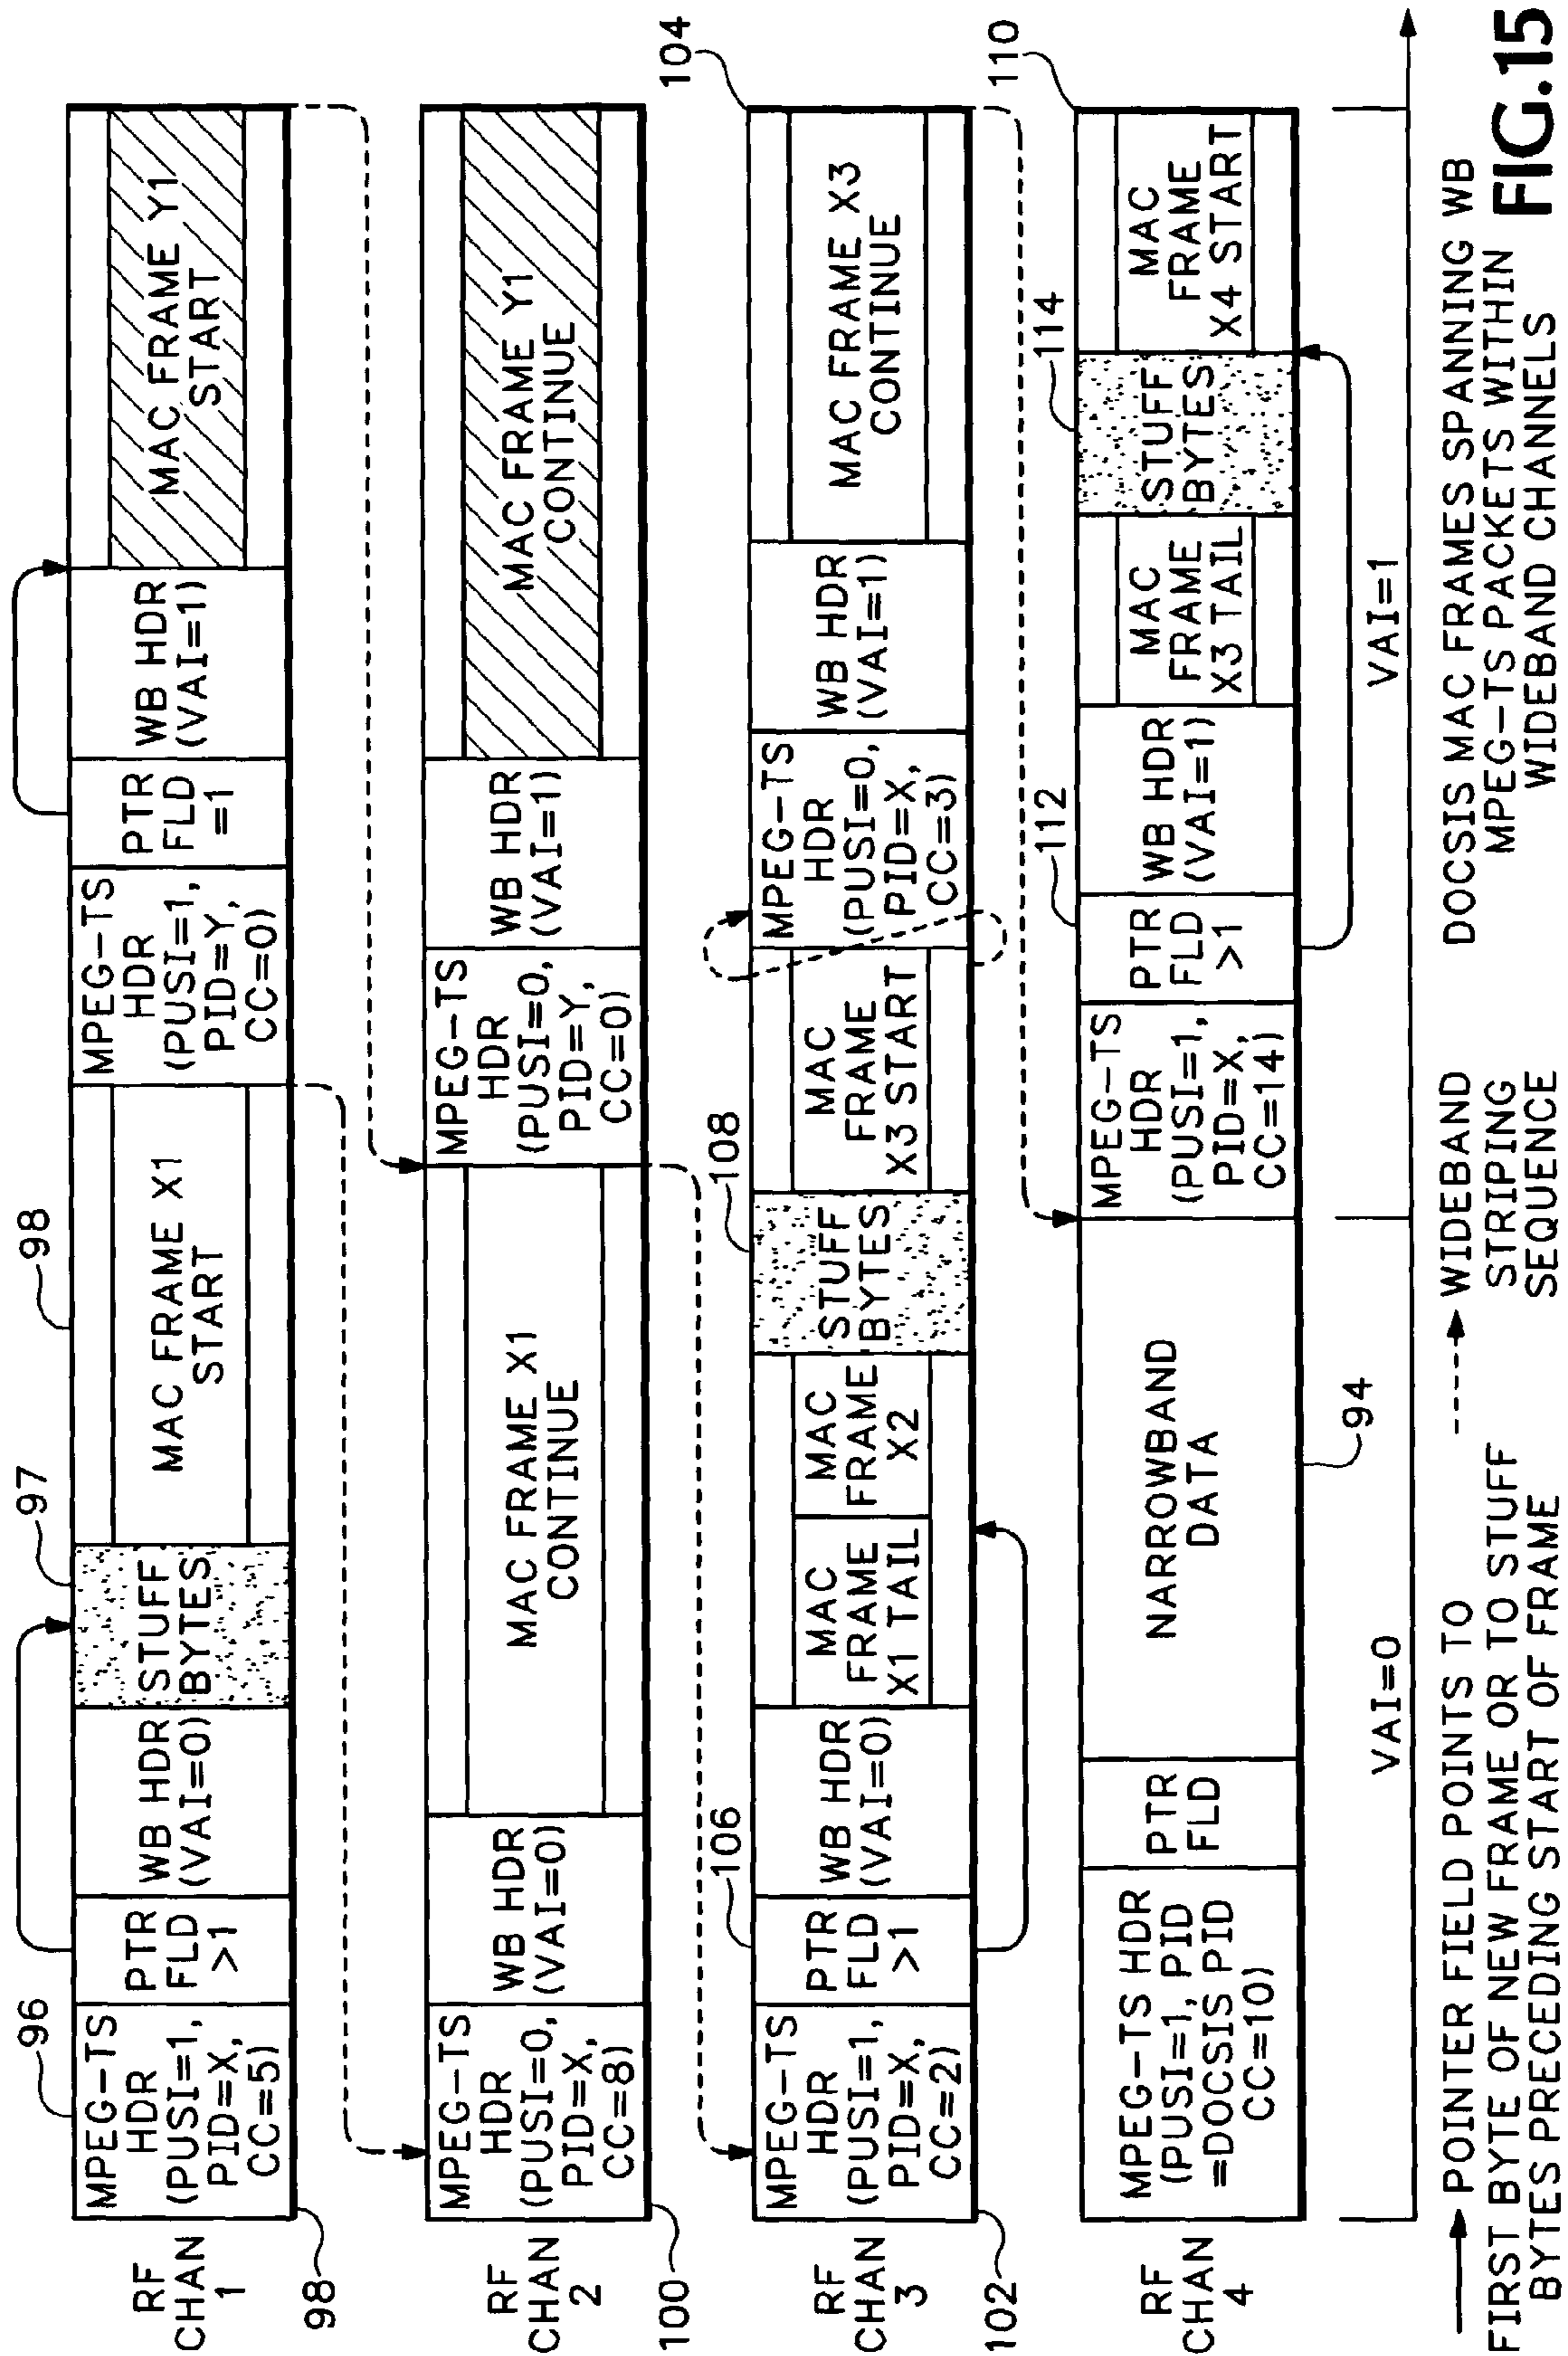 RF
CHAN
1
98
96
MPEG-TS
HDR
(PUSI=1,
PID=X,
CC=5)
PTR
FLD
>1
WB HDR
(VAI=0)
97
STUFF
BYTES
98
MAC FRAME X1
START
MPEG-TS
HDR
(PUSI=1,
PID=Y,
CC=0)
PTR
FLD
=1
WB HDR
(VAI=1)
MAC FRAME Y1
START
RF
CHAN
2
100
MPEG-TS
HDR
(PUSI=0,
PID=X,
CC=8)
WB HDR
(VAI=0)
MAC FRAME X1
CONTINUE
MPEG-TS
HDR
(PUSI=0,
PID=Y,
CC=0)
WB HDR
(VAI=1)
MAC FRAME Y1
CONTINUE
RF
CHAN
3
102
MPEG-TS
HDR
(PUSI=1,
PID=X,
CC=2)
106
PTR
FLD
>1
WB HDR
(VAI=0)
MAC
FRAME
X1 TAIL
MAC
FRAME
X2
108
STUFF
BYTES
MAC
FRAME
X3 START
MPEG-TS
HDR
(PUSI=0,
PID=X,
CC=3)
WB HDR
(VAI=1)
MAC FRAME X3
CONTINUE
104
RF
CHAN
4
MPEG-TS HDR
(PUSI=1, PID
=DOCSIS PID
CC=10)
PTR
FLD
NARROWBAND
DATA
94
MPEG-TS
HDR
(PUSI=1,
PID=X,
CC=14)
112
PTR
FLD
>1
WB HDR
(VAI=1)
MAC
FRAME
X3 TAIL
114
STUFF
BYTES
MAC
FRAME
X4 START
110
VAI=0
VAI=1
POINTER FIELD POINTS TO
FIRST BYTE OF NEW FRAME OR TO STUFF
BYTES PRECEDING START OF FRAME
WIDEBAND
STRIPING
SEQUENCE
DOCSIS MAC FRAMES SPANNING WB
MPEG-TS PACKETS WITHIN
WIDEBAND CHANNELS
FIG.15